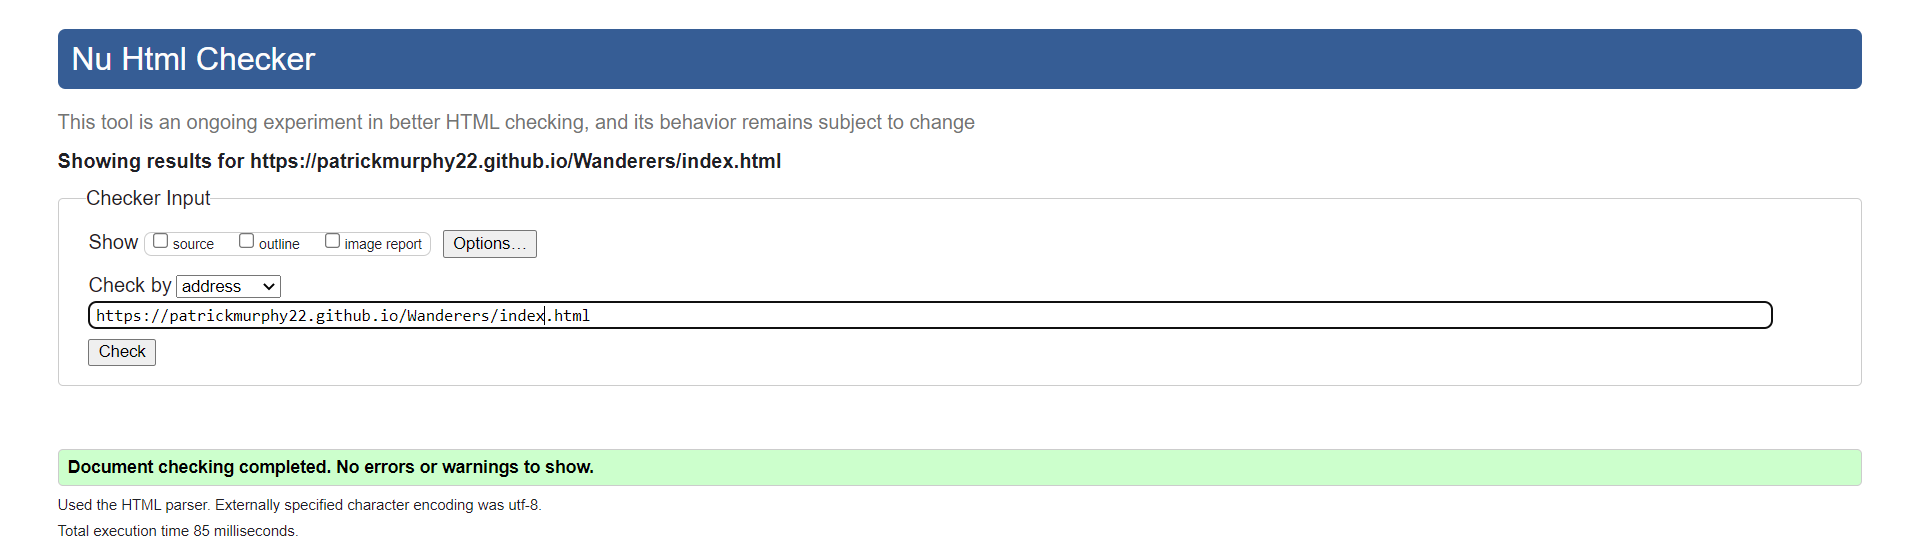 Nu Html Checker
This tool is an ongoing experiment in better HTML checking, and its behavior remains subject to change
Showing results for https://patrickmurphy22.github.io/Wanderers/index.html
Checker Input
Show source outline image report Options…
Check by address
https://patrickmurphy22.github.io/Wanderers/index.html
Check
Document checking completed. No errors or warnings to show.
Used the HTML parser. Externally specified character encoding was utf-8.
Total execution time 85 milliseconds.